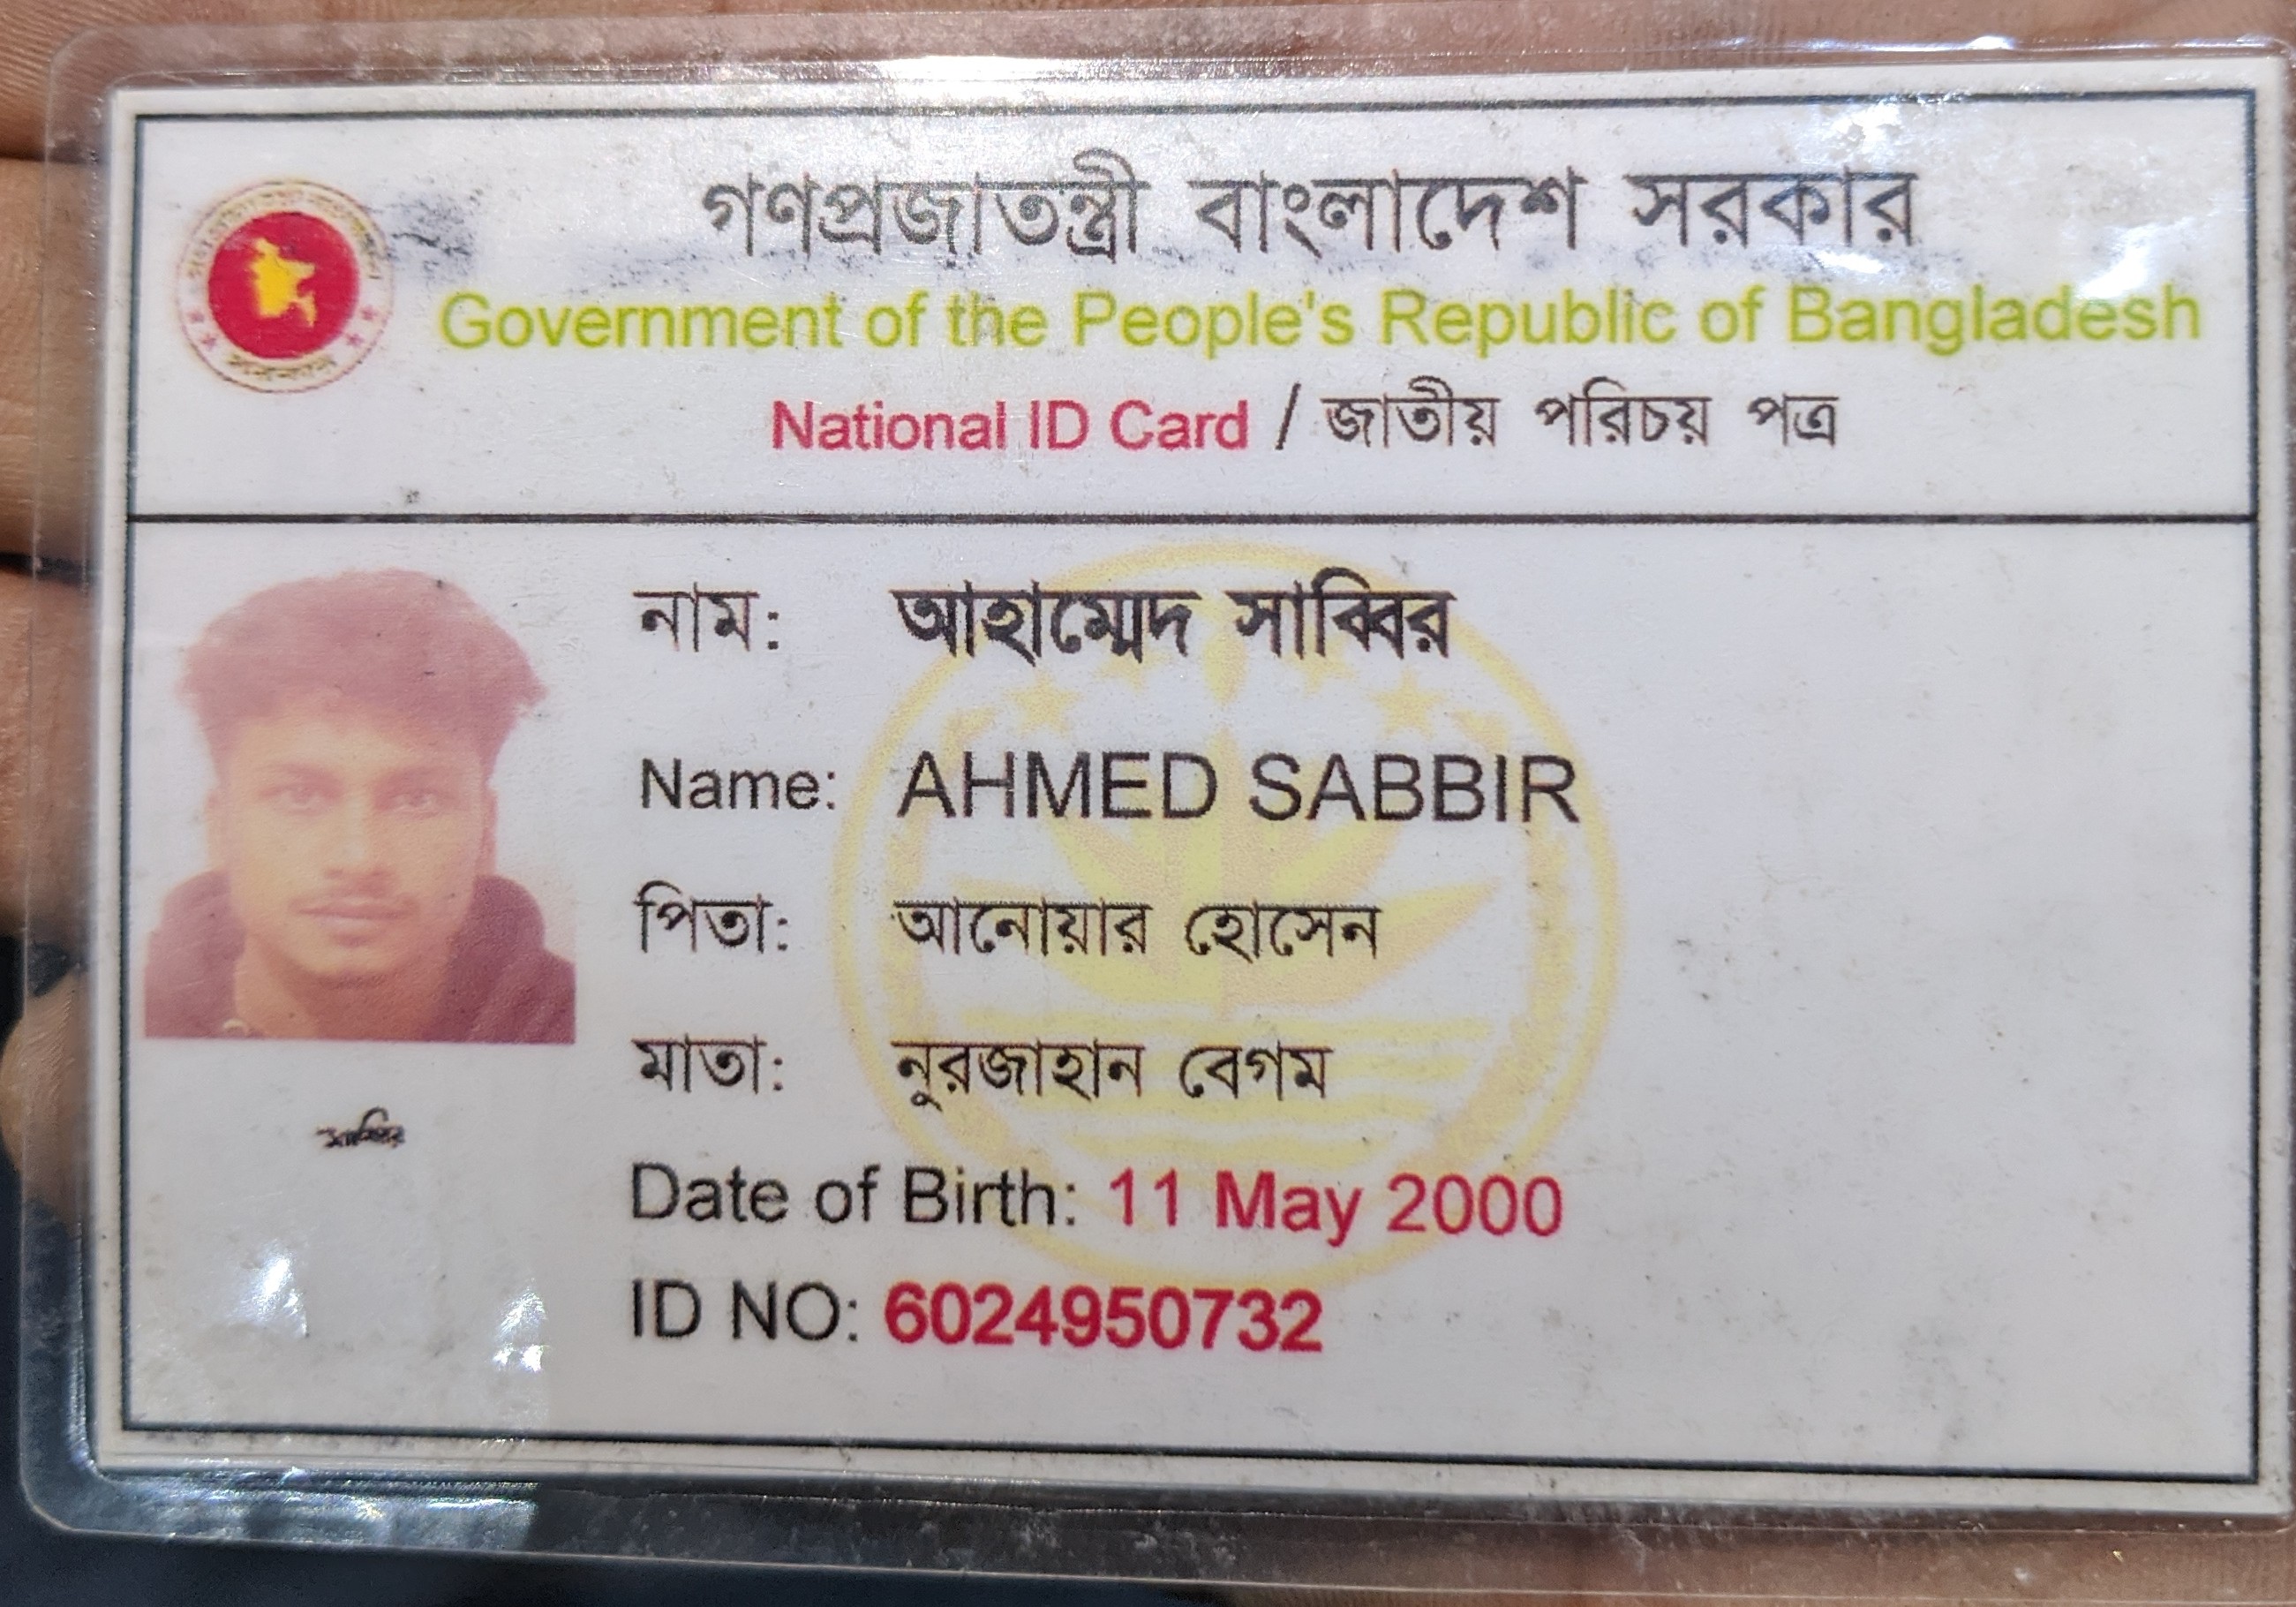 গণপ্রজাতন্ত্রী বাংলাদেশ সরকার
Government of the People's Republic of Bangladesh
National ID Card / জাতীয় পরিচয় পত্র
নাম: আহাম্মেদ সাব্বির
Name: AHMED SABBIR
পিতা: আনোয়ার হোসেন
মাতা: নুরজাহান বেগম
সাব্বির
Date of Birth: 11 May 2000
ID NO: 6024950732